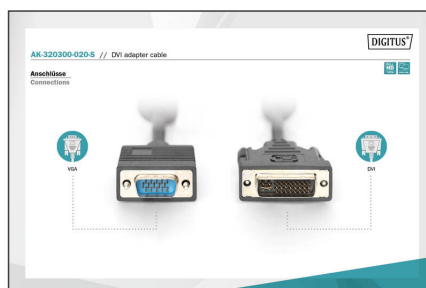 DIGITUS®
AK-320300-020-S // DVI adapter cable
Anschlüsse
Connections
VGA
DVI